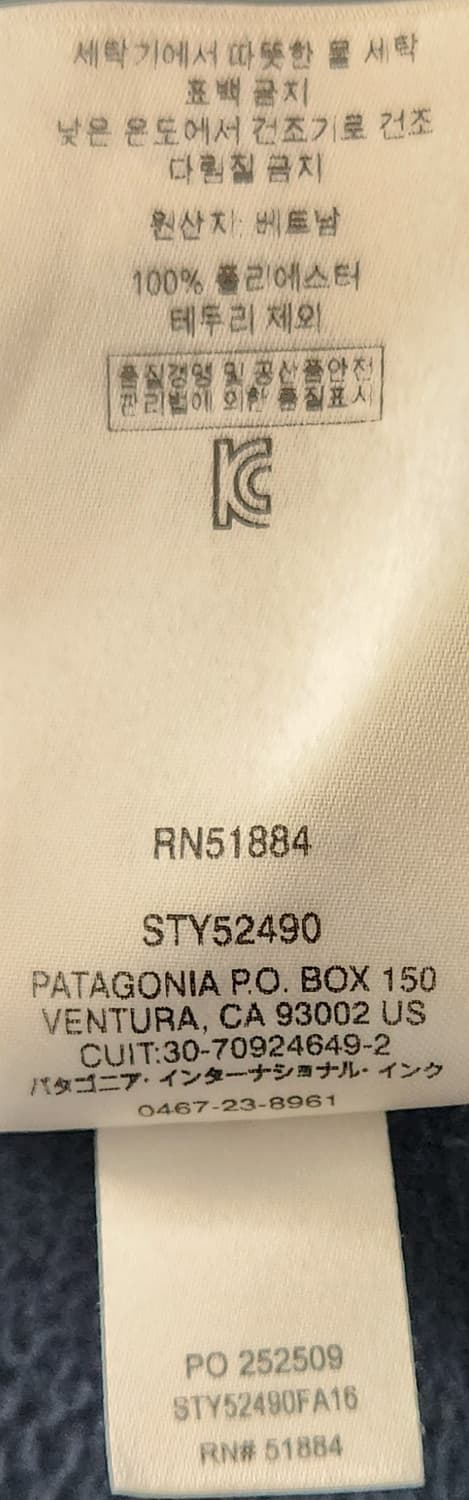 세탁기에서 따뜻한 물 세탁
표백 금지
낮은 온도에서 건조기로 건조
다림질 금지
원산지: 베트남
100% 폴리에스터
테두리 제외
품질경영 및 공산품안전
관리법에 의한 품질표시
KC
RN51884
STY52490
PATAGONIA P.O. BOX 150
VENTURA, CA 93002 US
CUIT:30-70924649-2
パタゴニア・インターナショナル・インク
0467-23-8961
PO 252509
STY52490FA16
RN# 51884